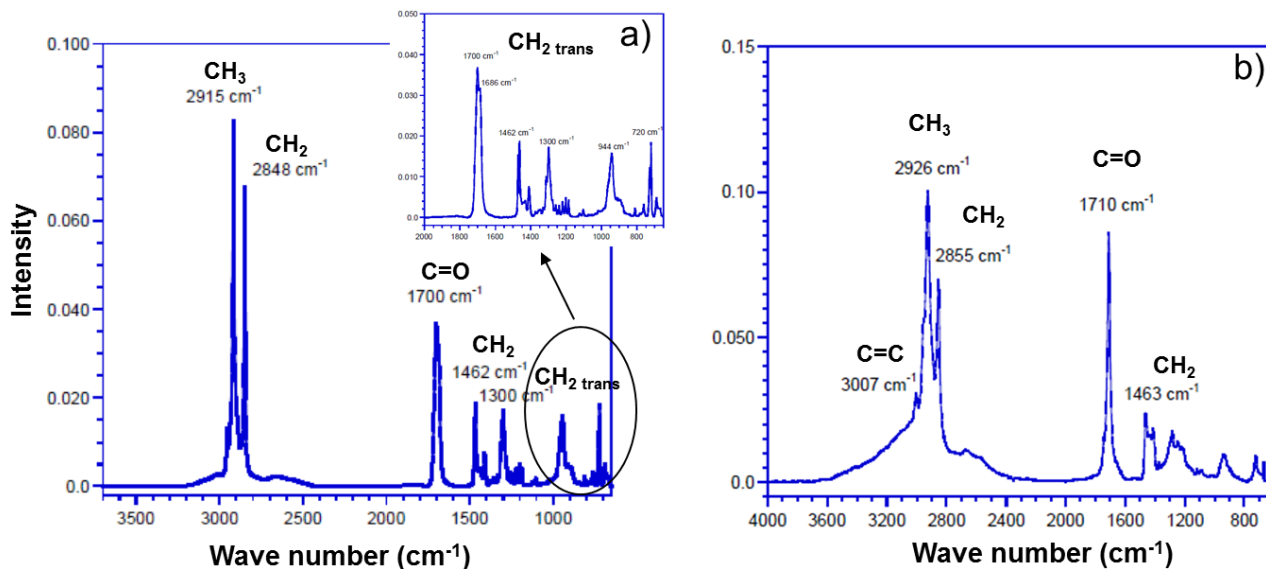 Intensity
0.100
0.080
0.060
0.040
0.020
0.0
CH3
2915 cm-1
CH2
2848 cm-1
C=O
1700 cm-1
CH2
1462 cm-1
1300 cm-1
CH2 trans
3500 3000 2500 2000 1500 1000
Wave number (cm-1)
a)
0.050
0.040
0.030
0.020
0.010
0.0
CH2 trans
1700 cm-1
1686 cm-1
1462 cm-1
1300 cm-1
944 cm-1
720 cm-1
2000 1800 1600 1400 1200 1000 800
b)
0.15
0.10
0.050
0.0
CH3
2926 cm-1
CH2
2855 cm-1
C=O
1710 cm-1
C=C
3007 cm-1
CH2
1463 cm-1
4000 3600 3200 2800 2400 2000 1600 1200 800
Wave number (cm-1)